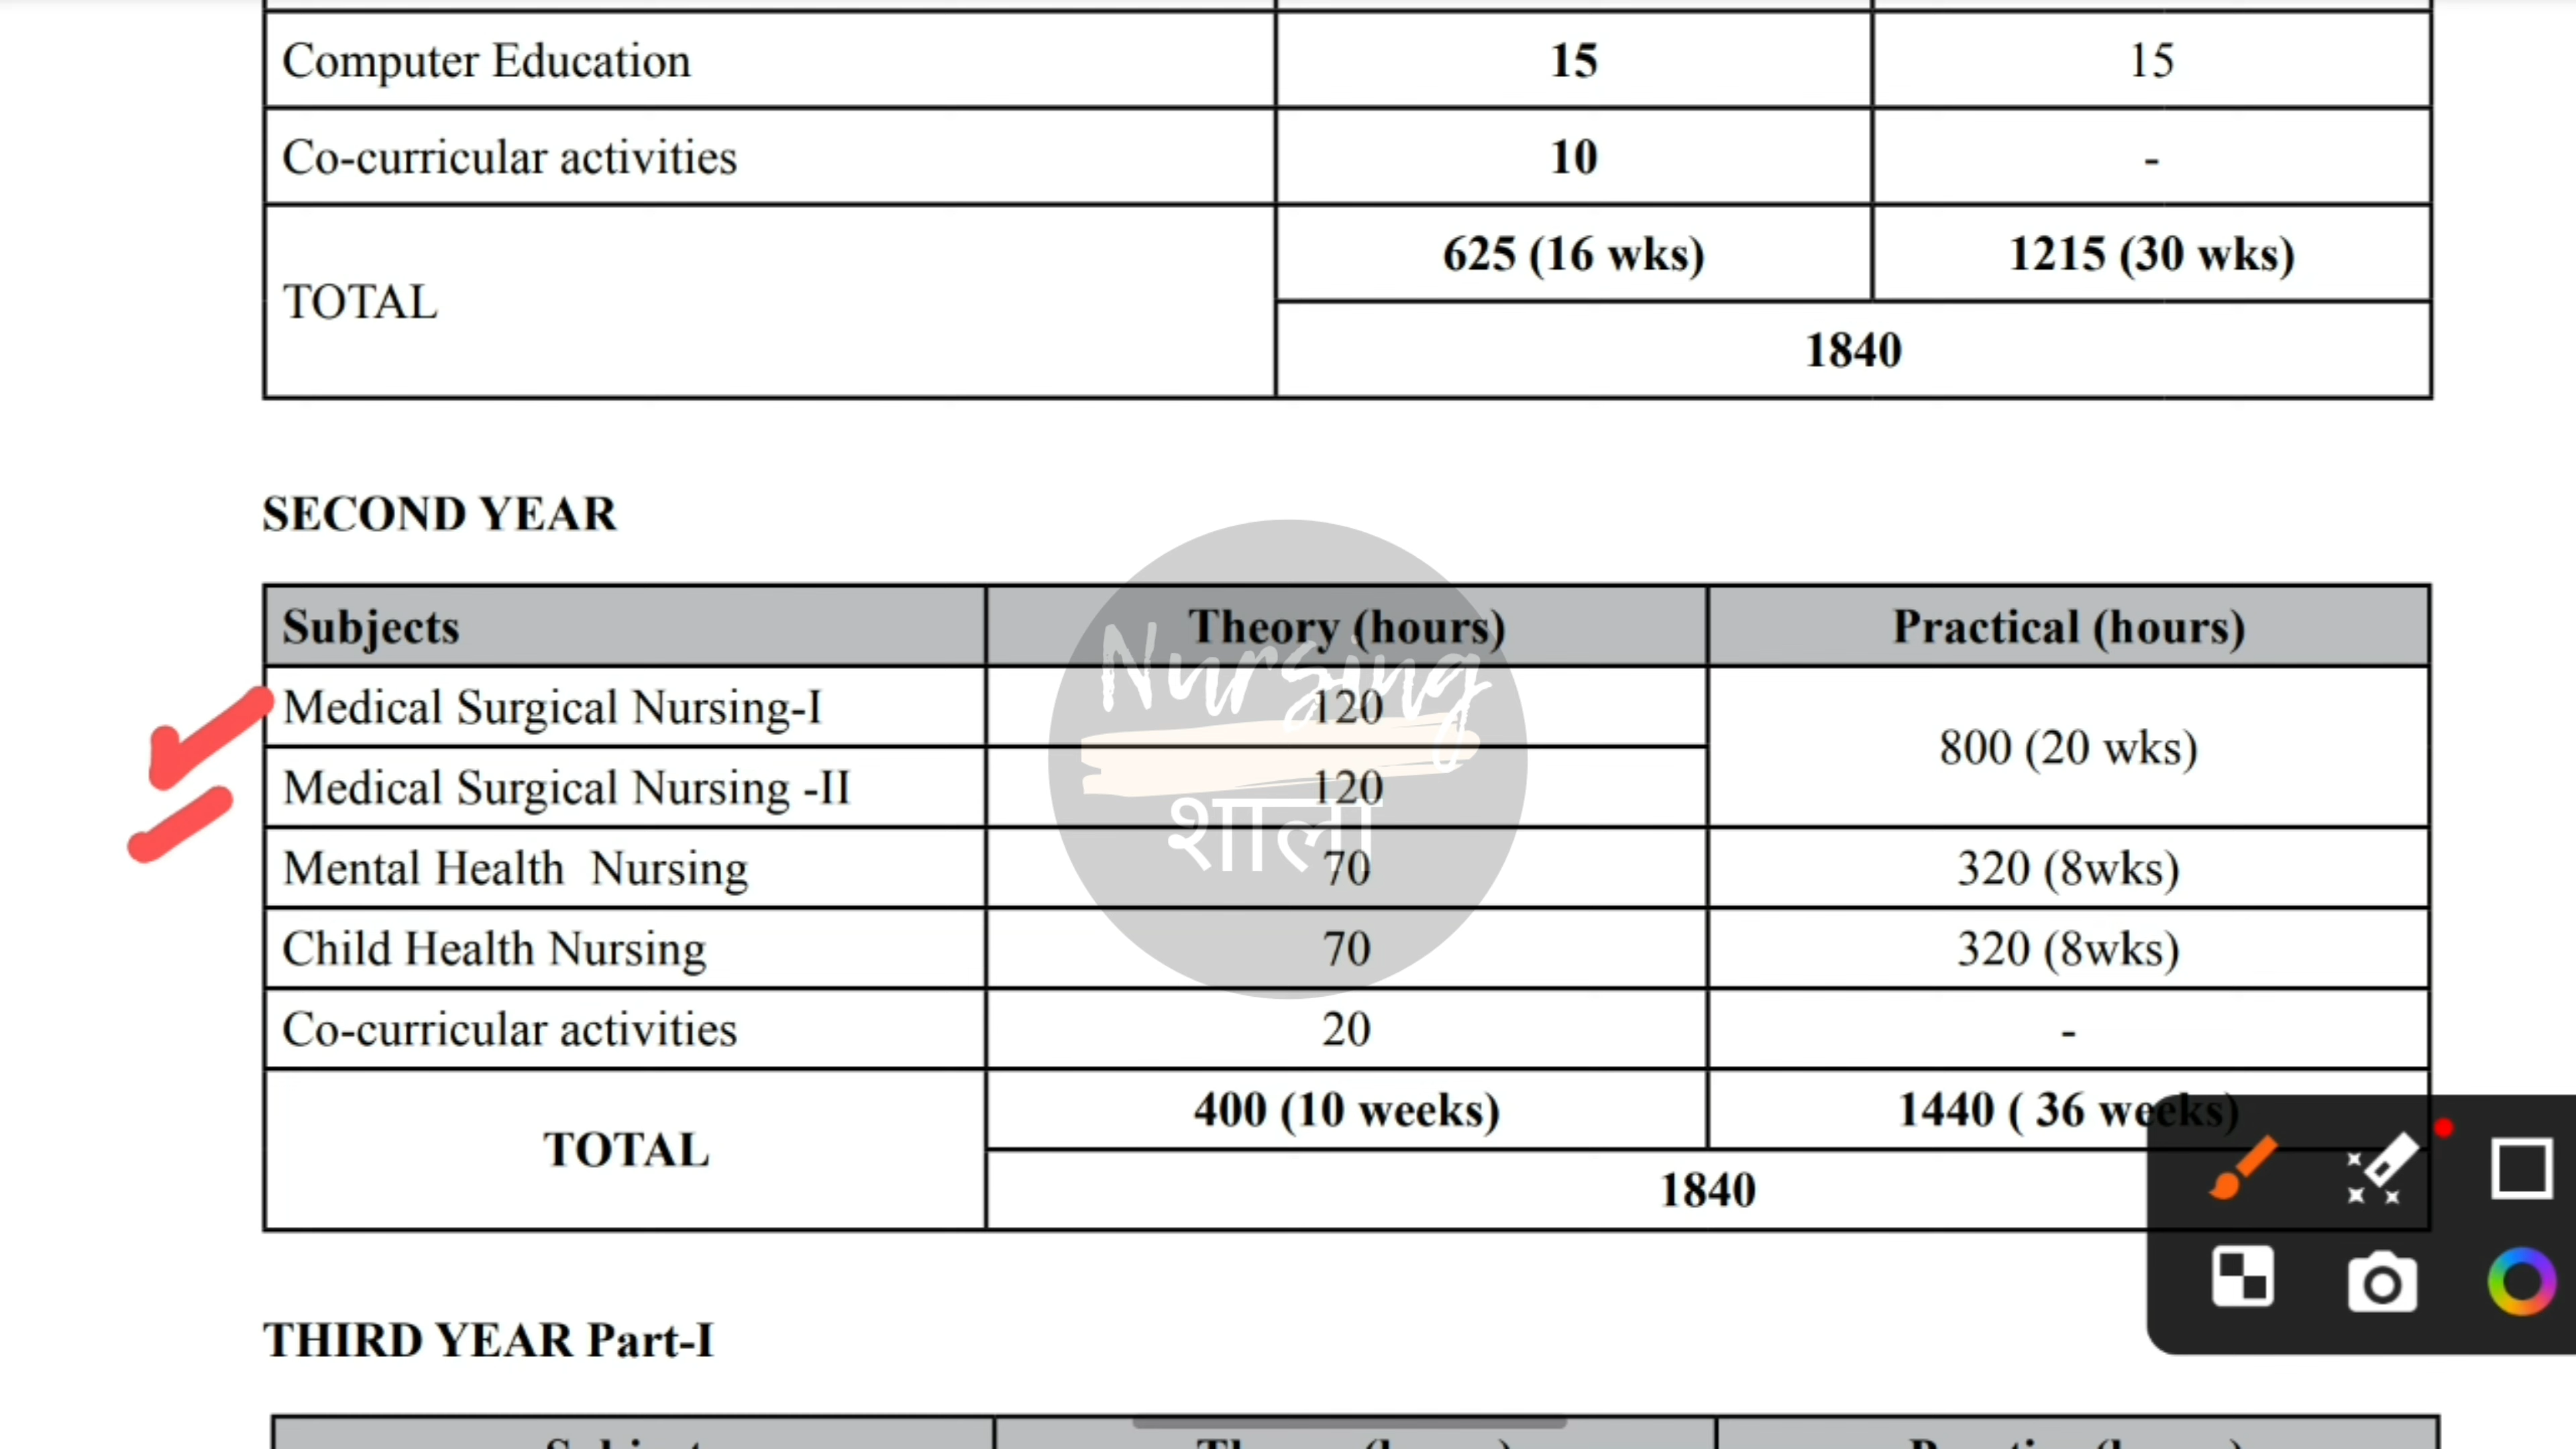 Computer Education 15 15
Co-curricular activities 10 -
625 (16 wks) 1215 (30 wks)
TOTAL
1840
SECOND YEAR
Subjects Theory (hours) Practical (hours)
Medical Surgical Nursing-I 120
800 (20 wks)
Medical Surgical Nursing -II 120
Mental Health Nursing 70 320 (8wks)
Child Health Nursing 70 320 (8wks)
Co-curricular activities 20 -
400 (10 weeks) 1440 ( 36 weeks)
TOTAL
1840
THIRD YEAR Part-I
Nursing
शाला